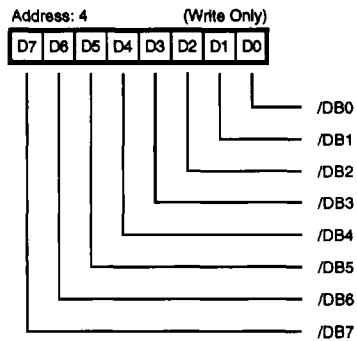 Address: 4 (Write Only)
D7 D6 D5 D4 D3 D2 D1 D0
/DB0
/DB1
/DB2
/DB3
/DB4
/DB5
/DB6
/DB7